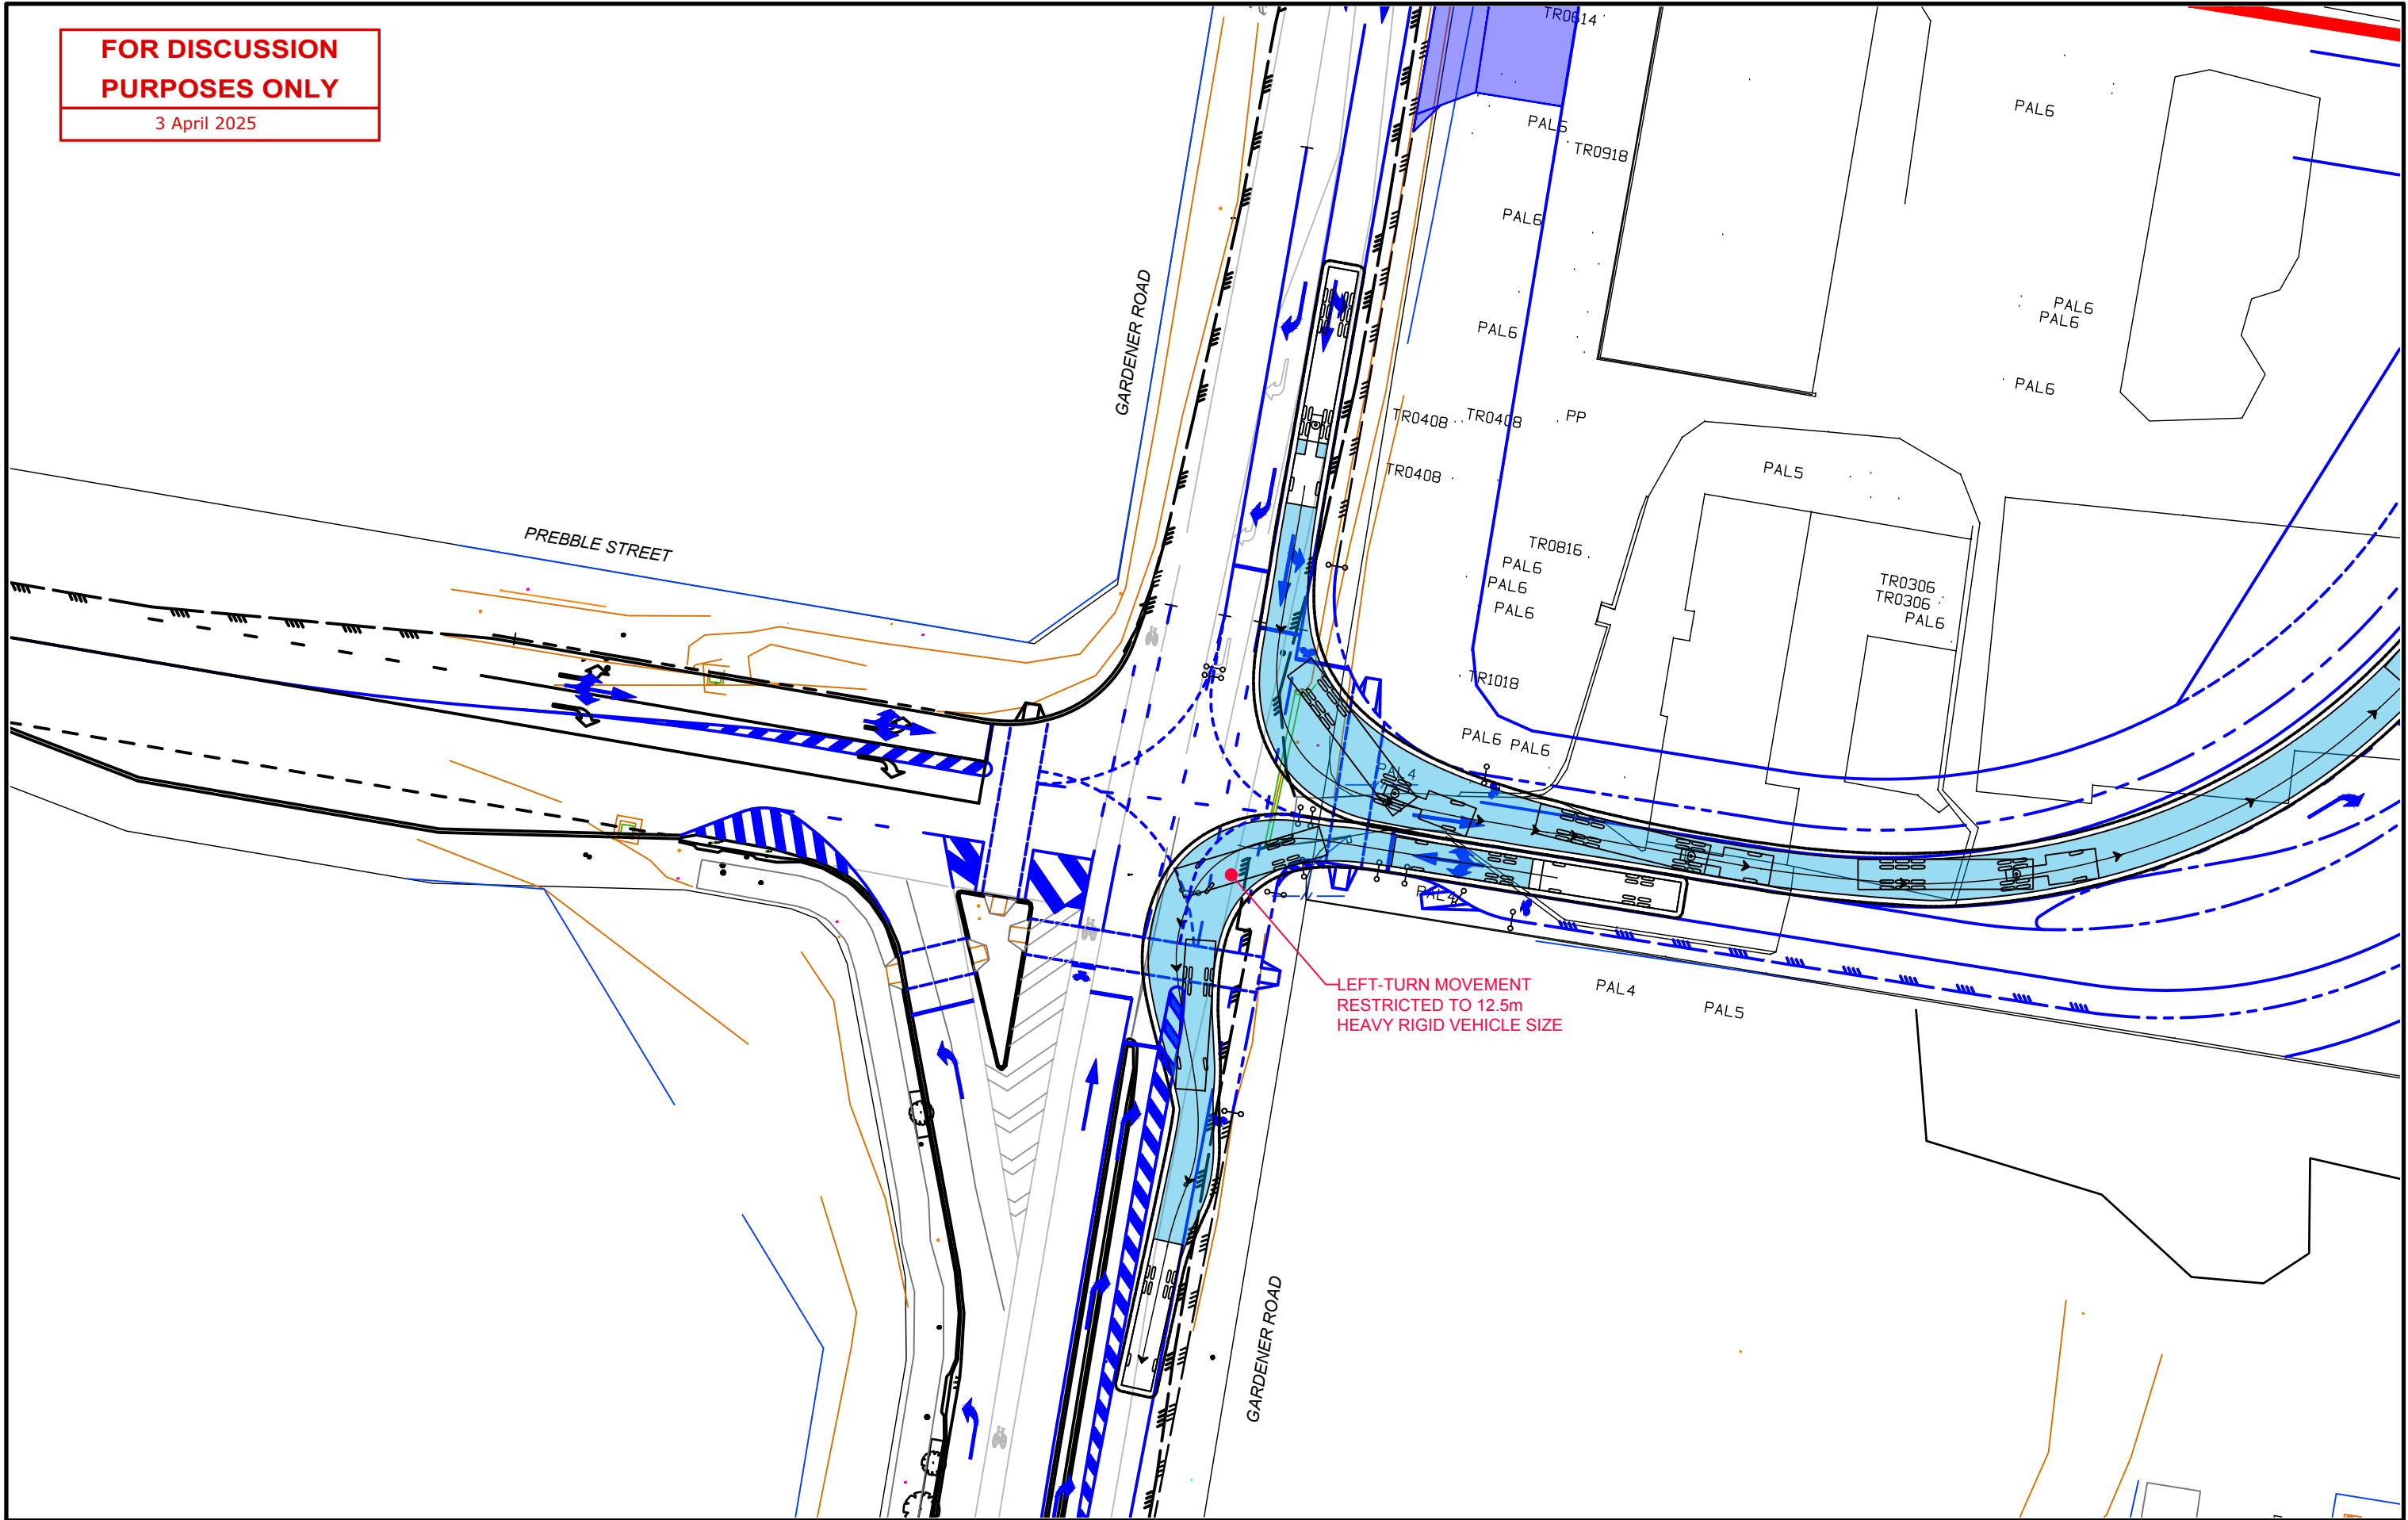 FOR DISCUSSION
PURPOSES ONLY
3 April 2025
TR0614
PAL6
TR0918
PAL6
PAL6
PAL6
PAL6
PAL6
PAL6
GARDENER ROAD
TR0408
TR0408
PP
TR0408
PAL5
PREBBLE STREET
TR0816
PAL6
PAL6
PAL6
TR0306
TR0306
PAL6
TR1018
PAL6 PAL6
PAL4
PAL4
LEFT-TURN MOVEMENT
RESTRICTED TO 12.5m
HEAVY RIGID VEHICLE SIZE
PAL4
PAL5
GARDENER ROAD